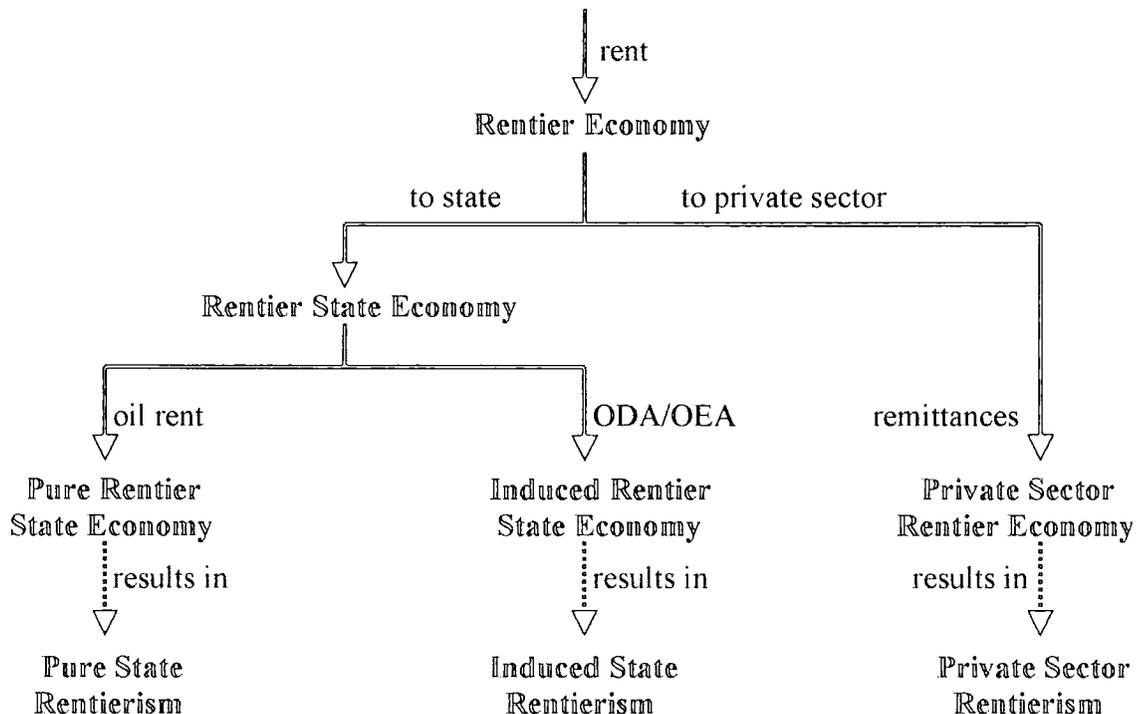 rent
Rentier Economy
to state
to private sector
Rentier State Economy
oil rent
ODA/OEA
remittances
Pure Rentier
State Economy
Induced Rentier
State Economy
Private Sector
Rentier Economy
results in
results in
results in
Pure State
Rentierism
Induced State
Rentierism
Private Sector
Rentierism